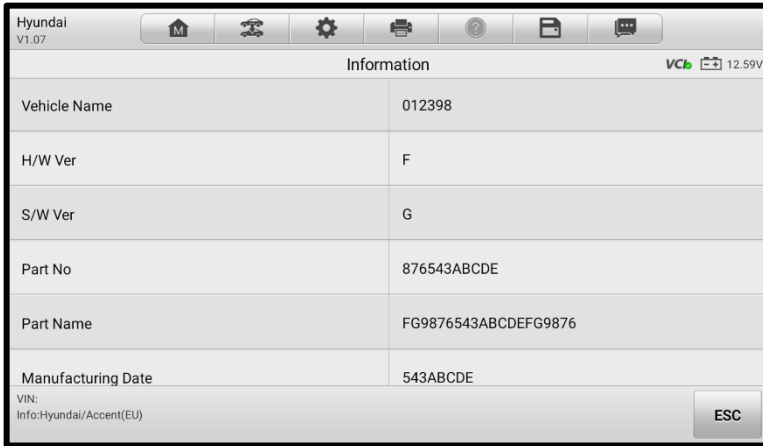 Hyundai
V1.07
M
Information
VCI 12.59V
Vehicle Name 012398
H/W Ver F
S/W Ver G
Part No 876543ABCDE
Part Name FG9876543ABCDEFG9876
Manufacturing Date 543ABCDE
VIN:
Info:Hyundai/Accent(EU)
ESC